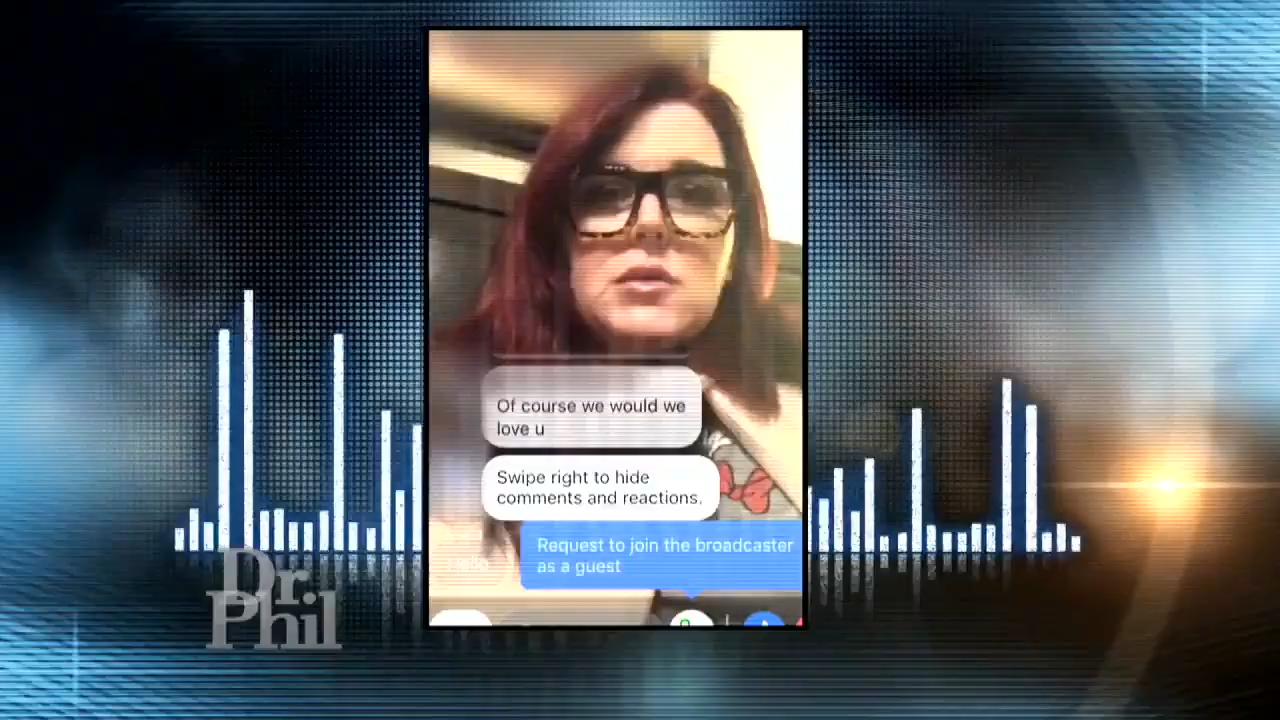 Of course we would we
love u
Swipe right to hide
comments and reactions.
Request to join the broadcaster
as a guest
Dr.
Phil